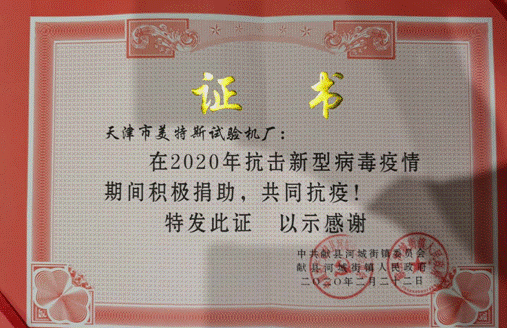 证 书
天津市美特斯试验机厂：
在2020年抗击新型病毒疫情
期间积极捐助，共同抗疫！
特发此证 以示感谢
中共献县河城街镇委员会
献县河城街镇人民政府
二〇二〇年二月二十二日